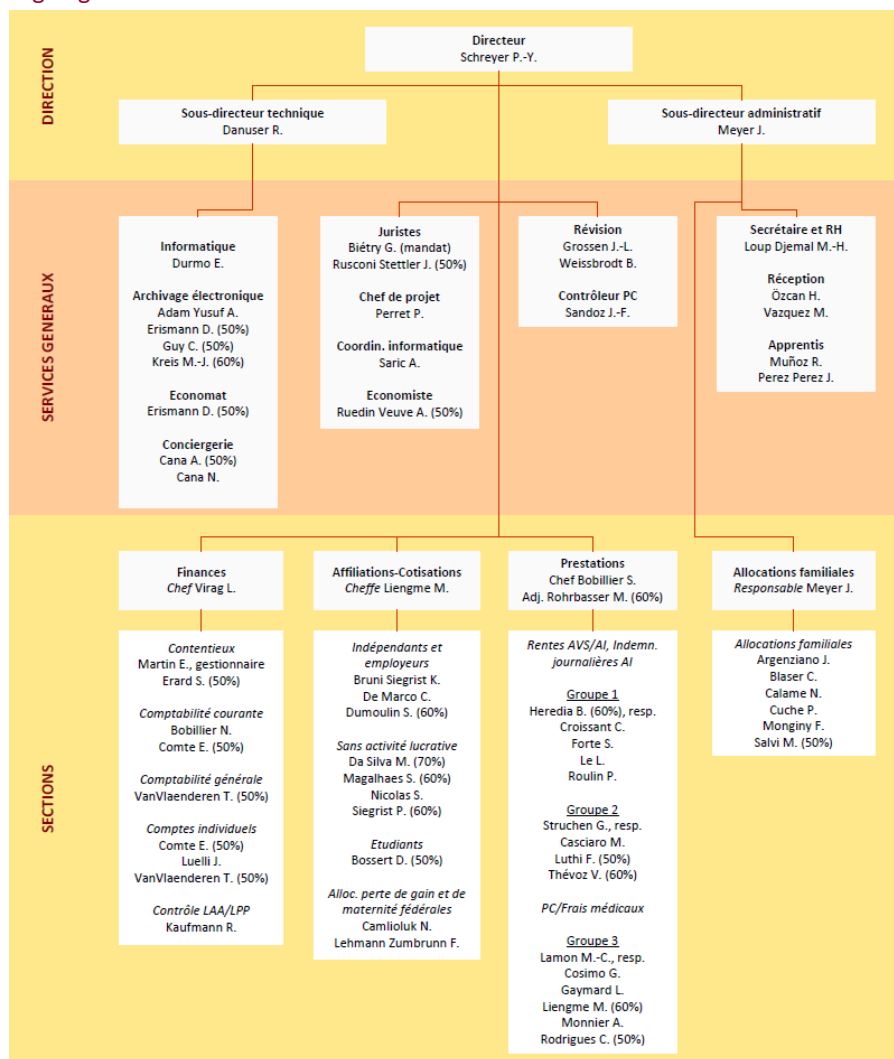 DIRECTION
Directeur
Schreyer P.-Y.
Sous-directeur technique
Danuser R.
Sous-directeur administratif
Meyer J.
SERVICES GENERAUX
Informatique
Durmo E.
Archivage électronique
Adam Yusuf A.
Erismann D. (50%)
Guy C. (50%)
Kreis M.-J. (60%)
Economat
Erismann D. (50%)
Conciergerie
Cana A. (50%)
Cana N.
Juristes
Biétry G. (mandat)
Rusconi Stettler J. (50%)
Chef de projet
Perret P.
Coordin. informatique
Saric A.
Economiste
Ruedin Veuve A. (50%)
Révision
Grossen J.-L.
Weissbrodt B.
Contrôleur PC
Sandoz J.-F.
Secrétaire et RH
Loup Djemal M.-H.
Réception
Özcan H.
Vazquez M.
Apprentis
Muñoz R.
Perez Perez J.
SECTIONS
Finances
Chef Virag L.
Contentieux
Martin E., gestionnaire
Erard S. (50%)
Comptabilité courante
Bobillier N.
Comte E. (50%)
Comptabilité générale
VanVlaenderen T. (50%)
Comptes individuels
Comte E. (50%)
Luelli J.
VanVlaenderen T. (50%)
Contrôle LAA/LPP
Kaufmann R.
Affiliations-Cotisations
Cheffe Liengme M.
Indépendants et
employeurs
Bruni Siegrist K.
De Marco C.
Dumoulin S. (60%)
Sans activité lucrative
Da Silva M. (70%)
Magalhaes S. (60%)
Nicolas S.
Siegrist P. (60%)
Etudiants
Bossert D. (50%)
Alloc. perte de gain et de
maternité fédérales
Camlioluk N.
Lehmann Zumbrunn F.
Prestations
Chef Bobillier S.
Adj. Rohrbasser M. (60%)
Rentes AVS/AI, Indemn.
journalières AI
Groupe 1
Heredia B. (60%), resp.
Croissant C.
Forte S.
Le L.
Roulin P.
Groupe 2
Struchen G., resp.
Casciaro M.
Luthi F. (50%)
Thévoz V. (60%)
PC/Frais médicaux
Groupe 3
Lamon M.-C., resp.
Cosimo G.
Gaymard L.
Liengme M. (60%)
Monnier A.
Rodrigues C. (50%)
Allocations familiales
Responsable Meyer J.
Allocations familiales
Argenziano J.
Blaser C.
Calame N.
Cuche P.
Monginy F.
Salvi M. (50%)